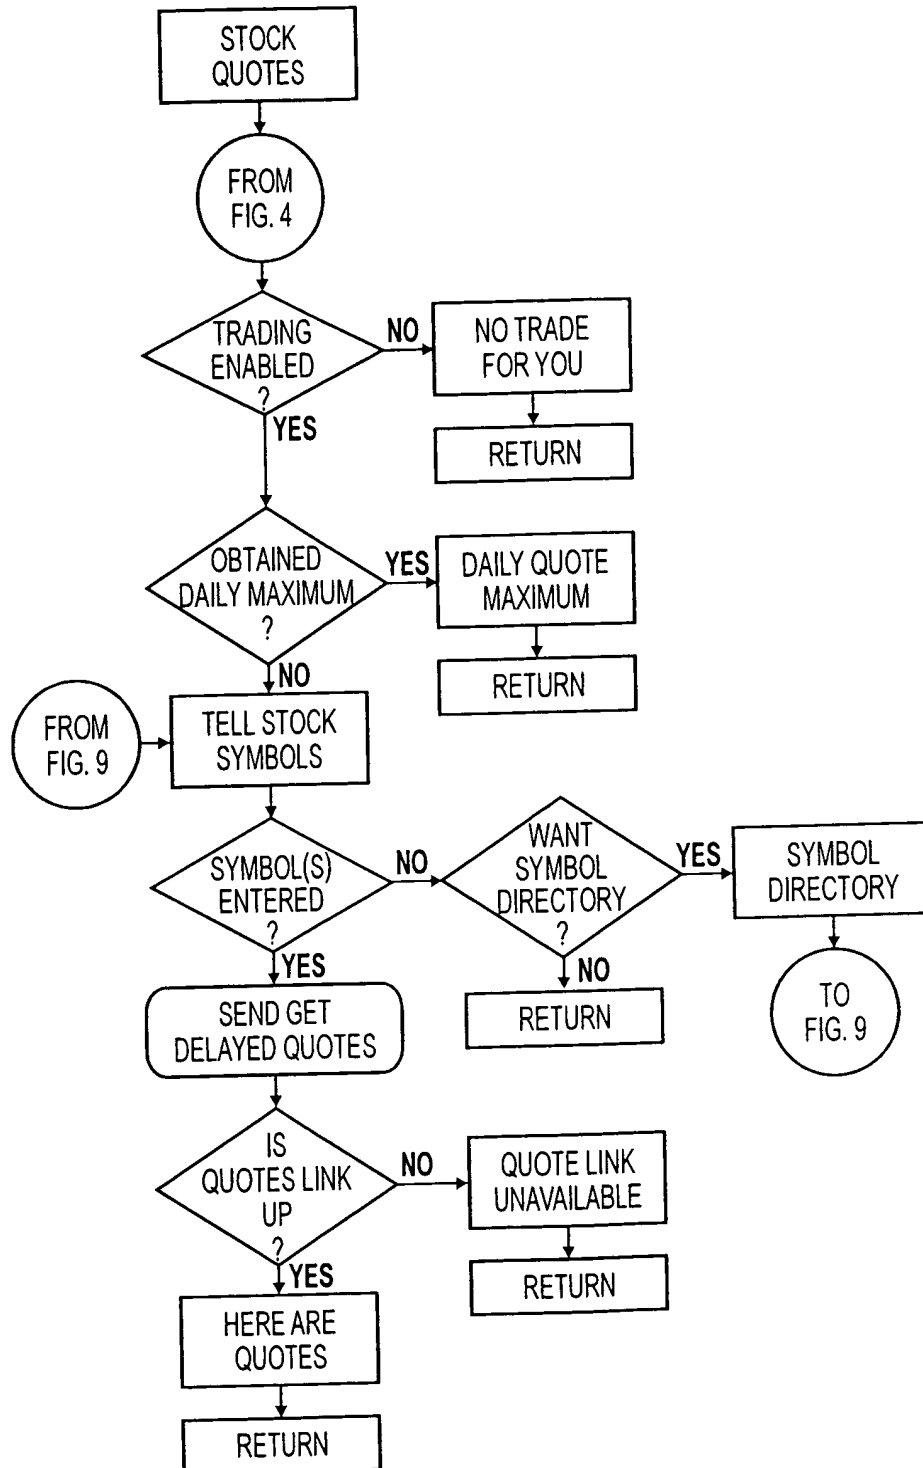 STOCK
QUOTES
FROM
FIG. 4
TRADING
ENABLED
?
NO
NO TRADE
FOR YOU
RETURN
YES
OBTAINED
DAILY MAXIMUM
?
YES
DAILY QUOTE
MAXIMUM
RETURN
NO
FROM
FIG. 9
TELL STOCK
SYMBOLS
SYMBOL(S)
ENTERED
?
NO
WANT
SYMBOL
DIRECTORY
?
YES
SYMBOL
DIRECTORY
TO
FIG. 9
NO
RETURN
YES
SEND GET
DELAYED QUOTES
IS
QUOTES LINK
UP
?
NO
QUOTE LINK
UNAVAILABLE
RETURN
YES
HERE ARE
QUOTES
RETURN